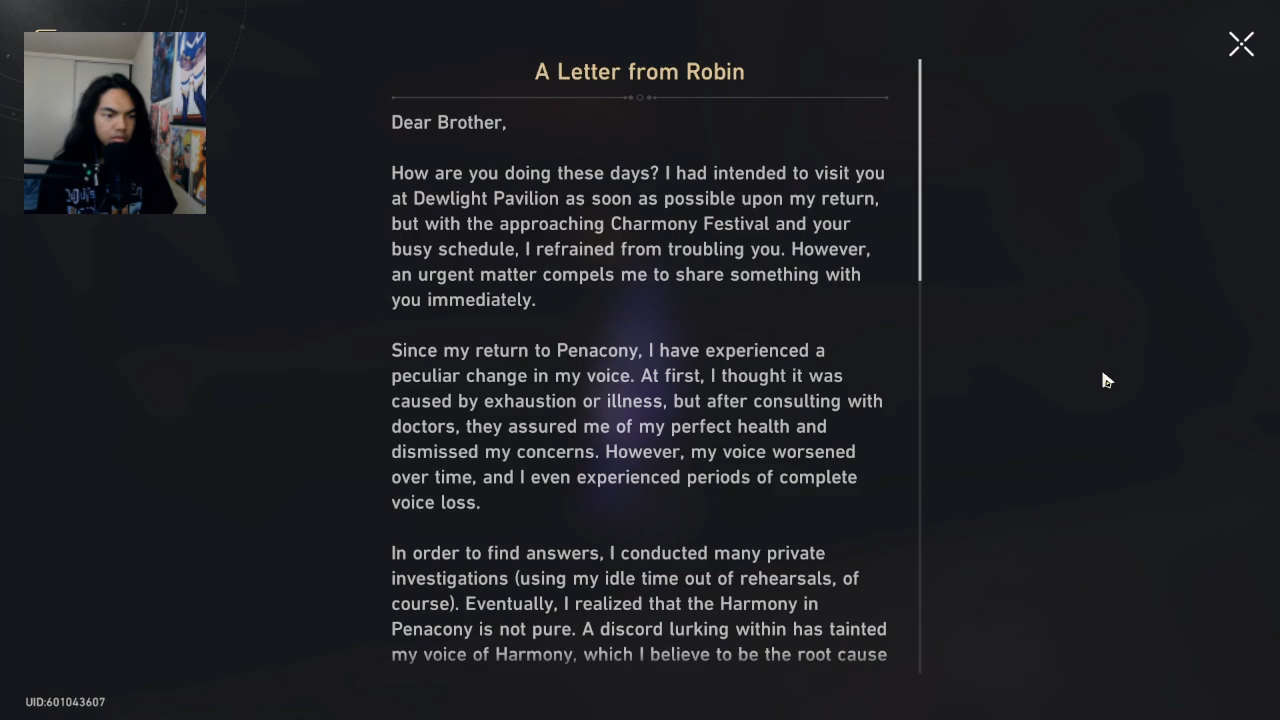 A Letter from Robin
Dear Brother,
How are you doing these days? I had intended to visit you
at Dewlight Pavilion as soon as possible upon my return,
but with the approaching Charmony Festival and your
busy schedule, I refrained from troubling you. However,
an urgent matter compels me to share something with
you immediately.
Since my return to Penacony, I have experienced a
peculiar change in my voice. At first, I thought it was
caused by exhaustion or illness, but after consulting with
doctors, they assured me of my perfect health and
dismissed my concerns. However, my voice worsened
over time, and I even experienced periods of complete
voice loss.
In order to find answers, I conducted many private
investigations (using my idle time out of rehearsals, of
course). Eventually, I realized that the Harmony in
Penacony is not pure. A discord lurking within has tainted
my voice of Harmony, which I believe to be the root cause
UID:601043607